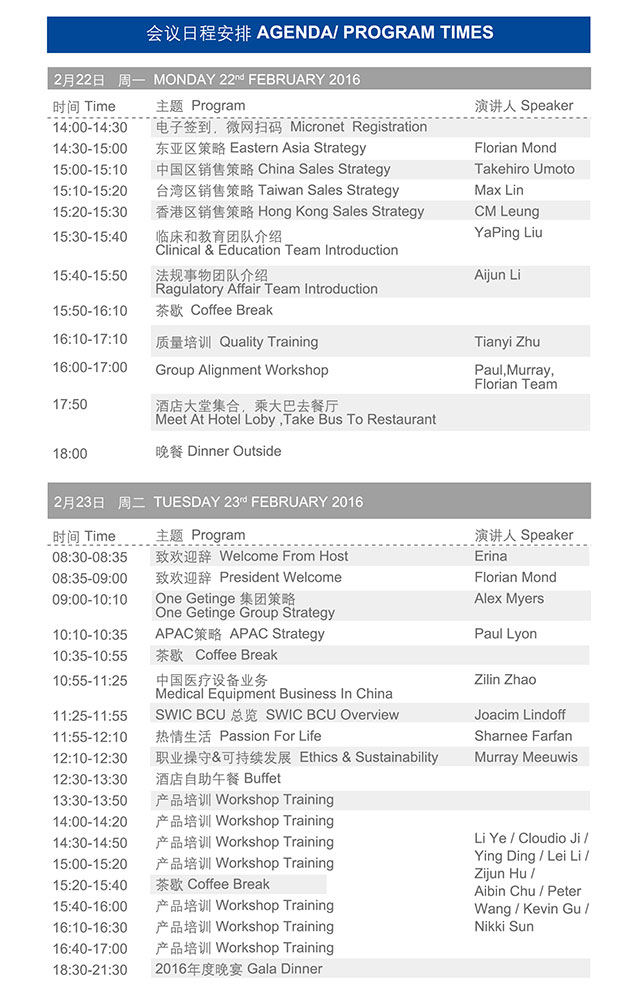 会议日程安排 AGENDA/ PROGRAM TIMES
2月22日 周一 MONDAY 22nd FEBRUARY 2016
时间 Time 主题 Program 演讲人 Speaker
14:00-14:30 电子签到，微网扫码 Micronet Registration
14:30-15:00 东亚区策略 Eastern Asia Strategy Florian Mond
15:00-15:10 中国区销售策略 China Sales Strategy Takehiro Umoto
15:10-15:20 台湾区销售策略 Taiwan Sales Strategy Max Lin
15:20-15:30 香港区销售策略 Hong Kong Sales Strategy CM Leung
15:30-15:40 临床和教育团队介绍 YaPing Liu
Clinical & Education Team Introduction
15:40-15:50 法规事物团队介绍 Aijun Li
Ragulatory Affair Team Introduction
15:50-16:10 茶歇 Coffee Break
16:10-17:10 质量培训 Quality Training Tianyi Zhu
16:00-17:00 Group Alignment Workshop Paul,Murray,
Florian Team
17:50 酒店大堂集合，乘大巴去餐厅
Meet At Hotel Loby ,Take Bus To Restaurant
18:00 晚餐 Dinner Outside
2月23日 周二 TUESDAY 23rd FEBRUARY 2016
时间 Time 主题 Program 演讲人 Speaker
08:30-08:35 致欢迎辞 Welcome From Host Erina
08:35-09:00 致欢迎辞 President Welcome Florian Mond
09:00-10:10 One Getinge 集团策略 Alex Myers
One Getinge Group Strategy
10:10-10:35 APAC策略 APAC Strategy Paul Lyon
10:35-10:55 茶歇 Coffee Break
10:55-11:25 中国医疗设备业务 Zilin Zhao
Medical Equipment Business In China
11:25-11:55 SWIC BCU 总览 SWIC BCU Overview Joacim Lindoff
11:55-12:10 热情生活 Passion For Life Sharnee Farfan
12:10-12:30 职业操守&可持续发展 Ethics & Sustainability Murray Meeuwis
12:30-13:30 酒店自助午餐 Buffet
13:30-13:50 产品培训 Workshop Training
14:00-14:20 产品培训 Workshop Training
14:30-14:50 产品培训 Workshop Training Li Ye / Cloudio Ji /
15:00-15:20 产品培训 Workshop Training Ying Ding / Lei Li /
Zijun Hu /
15:20-15:40 茶歇 Coffee Break Aibin Chu / Peter
15:40-16:00 产品培训 Workshop Training Wang / Kevin Gu /
16:10-16:30 产品培训 Workshop Training Nikki Sun
16:40-17:00 产品培训 Workshop Training
18:30-21:30 2016年度晚宴 Gala Dinner